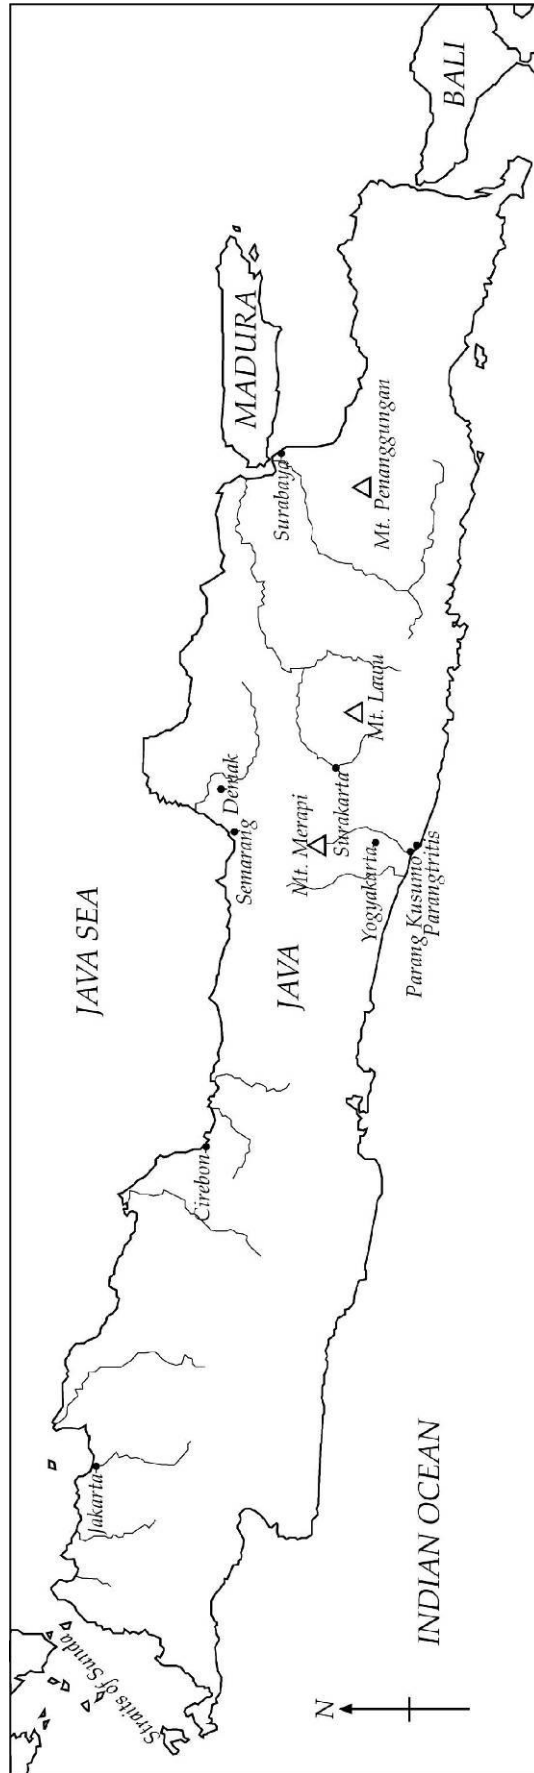 JAVA SEA
BALI
MADURA
Straits of Sunda
Jakarta
Cirebon
Semarang
Demak
Surabaya
JAVA
Mt. Merapi
Surakarta
Mt. Lawu
Mt. Penanggungan
Yogyakarta
Parang Kusumo
Parangtritis
INDIAN OCEAN
N